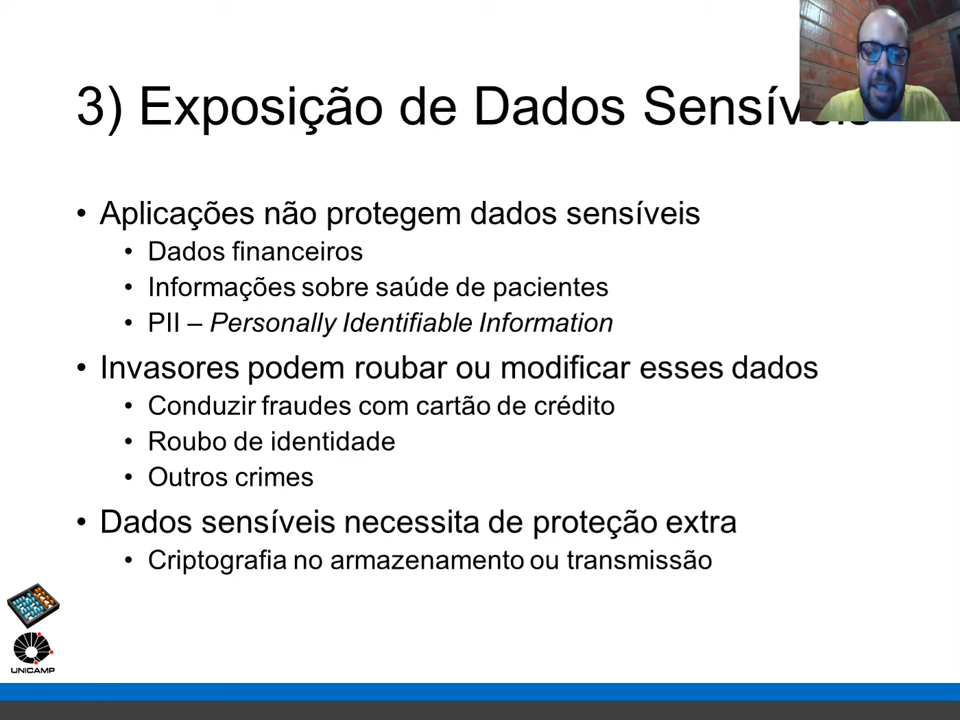 3) Exposição de Dados Sensíveis
• Aplicações não protegem dados sensíveis
• Dados financeiros
• Informações sobre saúde de pacientes
• PII – Personally Identifiable Information
• Invasores podem roubar ou modificar esses dados
• Conduzir fraudes com cartão de crédito
• Roubo de identidade
• Outros crimes
• Dados sensíveis necessita de proteção extra
• Criptografia no armazenamento ou transmissão
UNICAMP